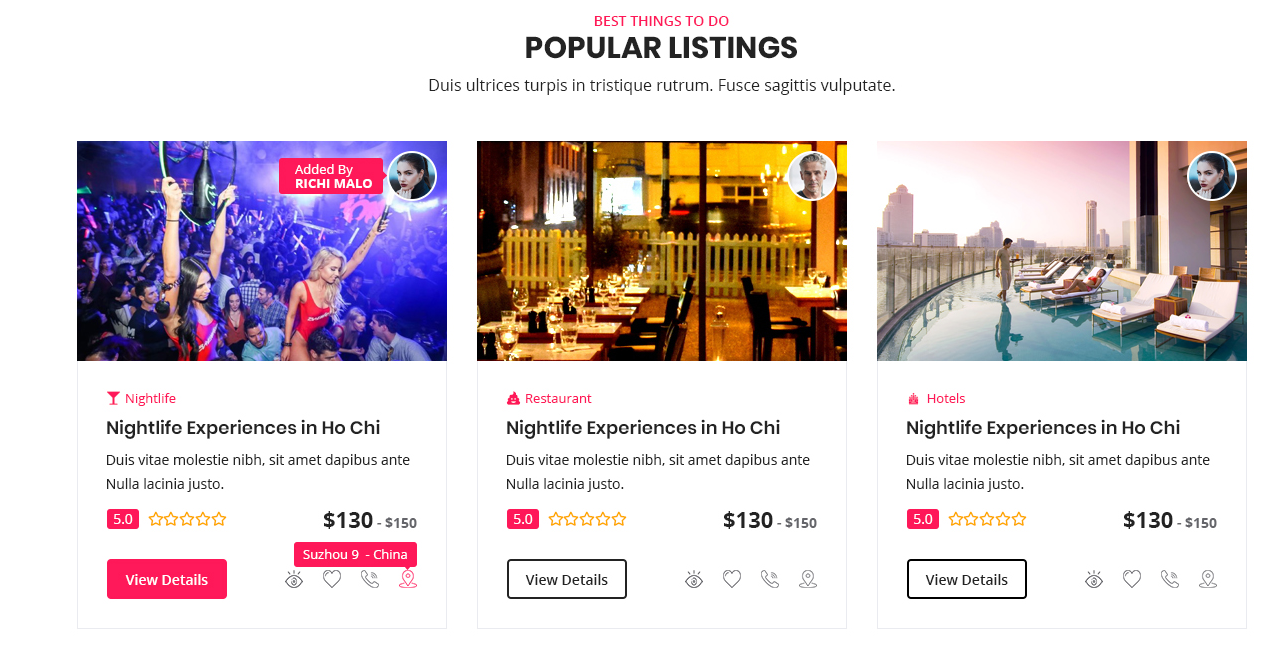 BEST THINGS TO DO
POPULAR LISTINGS
Duis ultrices turpis in tristique rutrum. Fusce sagittis vulputate.
Added By
RICHI MALO
Nightlife
Nightlife Experiences in Ho Chi
Duis vitae molestie nibh, sit amet dapibus ante
Nulla lacinia justo.
5.0 $130 - $150
Suzhou 9 - China
View Details
Restaurant
Nightlife Experiences in Ho Chi
Duis vitae molestie nibh, sit amet dapibus ante
Nulla lacinia justo.
5.0 $130 - $150
View Details
Hotels
Nightlife Experiences in Ho Chi
Duis vitae molestie nibh, sit amet dapibus ante
Nulla lacinia justo.
5.0 $130 - $150
View Details